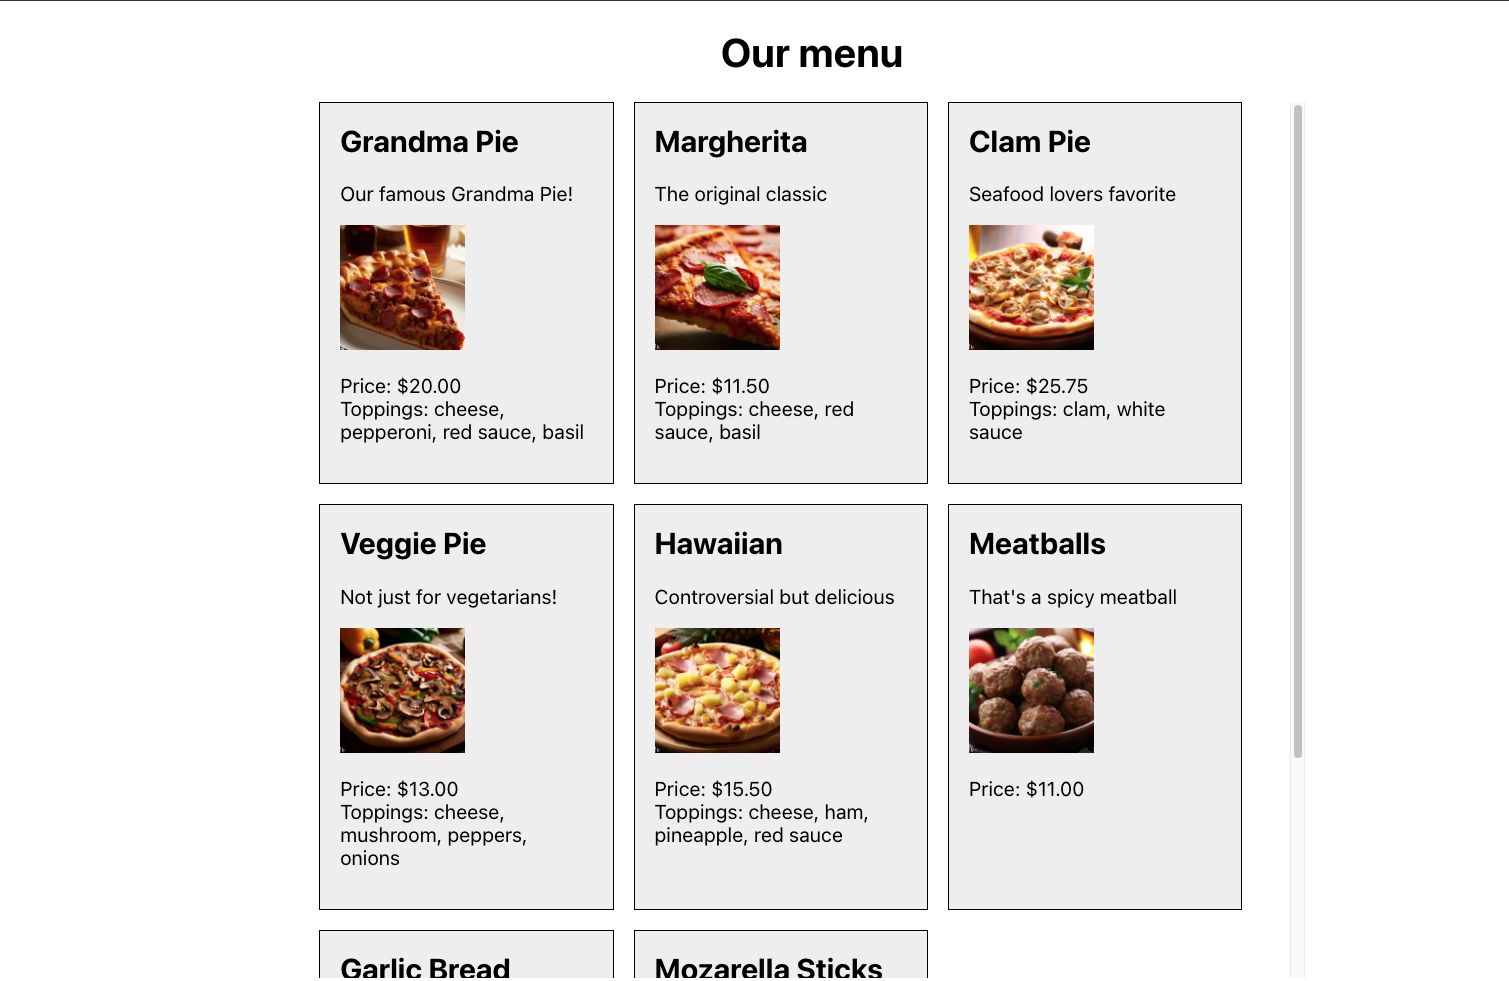 Our menu
Grandma Pie
Our famous Grandma Pie!
Price: $20.00
Toppings: cheese,
pepperoni, red sauce, basil
Margherita
The original classic
Price: $11.50
Toppings: cheese, red
sauce, basil
Clam Pie
Seafood lovers favorite
Price: $25.75
Toppings: clam, white
sauce
Veggie Pie
Not just for vegetarians!
Price: $13.00
Toppings: cheese,
mushroom, peppers,
onions
Hawaiian
Controversial but delicious
Price: $15.50
Toppings: cheese, ham,
pineapple, red sauce
Meatballs
That's a spicy meatball
Price: $11.00
Garlic Bread
Mozarella Sticks